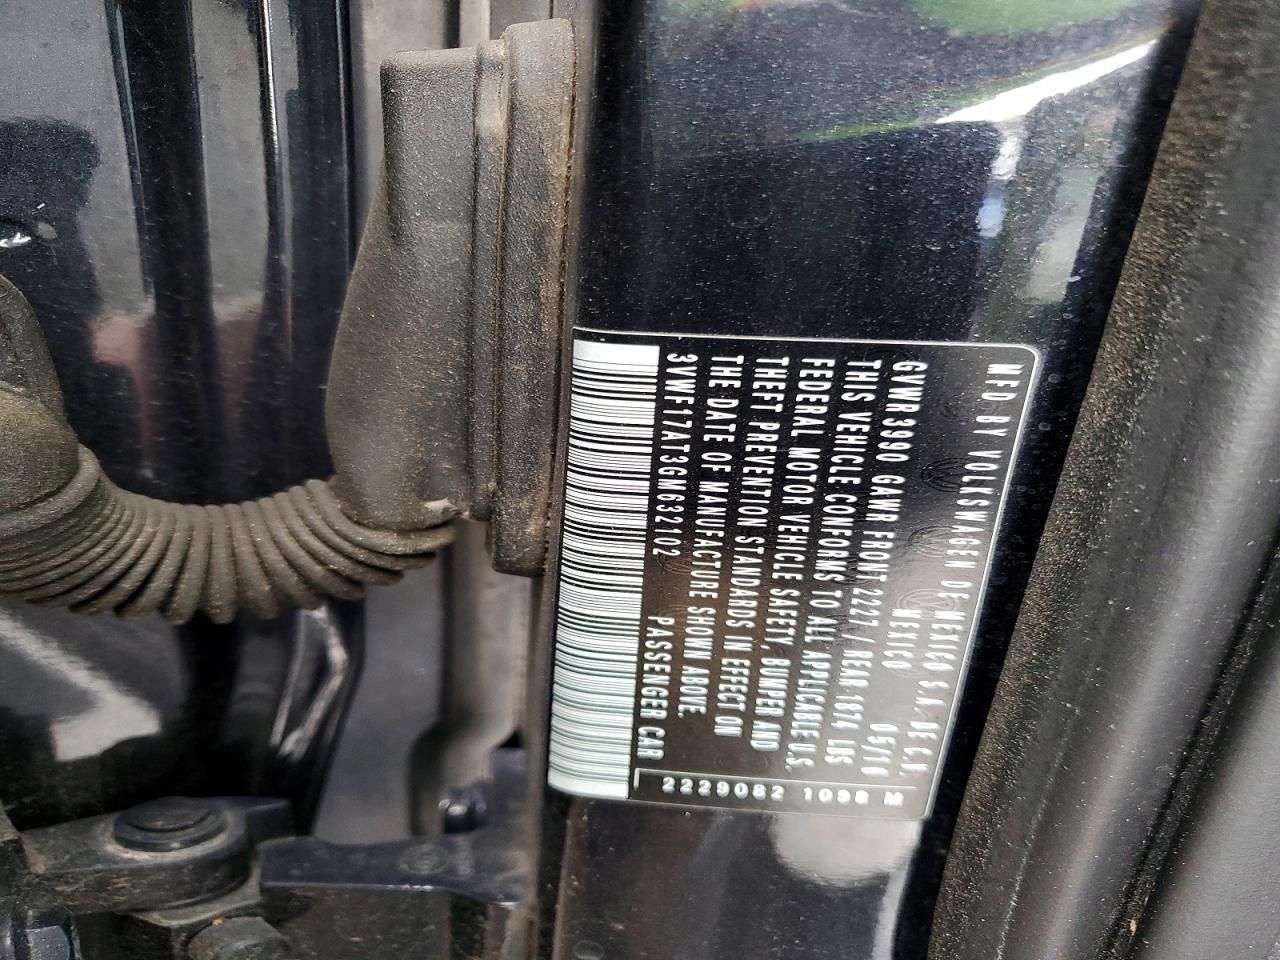 MFD BY VOLKSWAGEN DE MEXICO S.A. DE C.V.
MEXICO
MEXICO 05/16
GVWR 3990 GAWR FRONT 2227 / REAR 1874 LBS
THIS VEHICLE CONFORMS TO ALL APPLICABLE U.S.
FEDERAL MOTOR VEHICLE SAFETY, BUMPER AND
THEFT PREVENTION STANDARDS IN EFFECT ON
THE DATE OF MANUFACTURE SHOWN ABOVE.
3VWF17AT3GM632102 PASSENGER CAR
2229082 1098 M